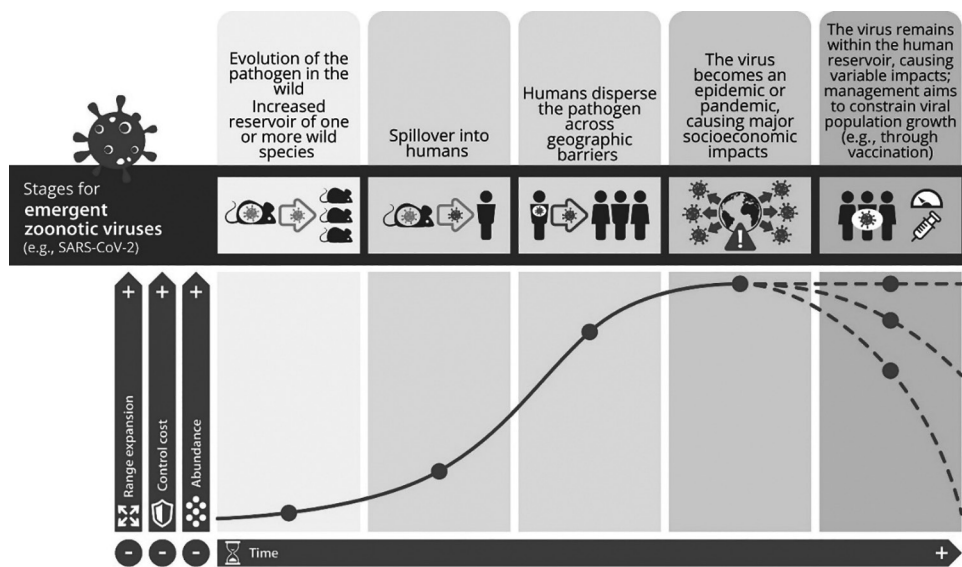 Evolution of the
pathogen in the
wild
Increased
reservoir of one
or more wild
species
Spillover into
humans
Humans disperse
the pathogen
across
geographic
barriers
The virus
becomes an
epidemic or
pandemic,
causing major
socioeconomic
impacts
The virus remains
within the human
reservoir, causing
variable impacts;
management aims
to constrain viral
population growth
(e.g., through
vaccination)
Stages for
emergent
zoonotic viruses
(e.g., SARS-CoV-2)
!
+
+
+
Range expansion
Control cost
Abundance
-
-
-
Time
+